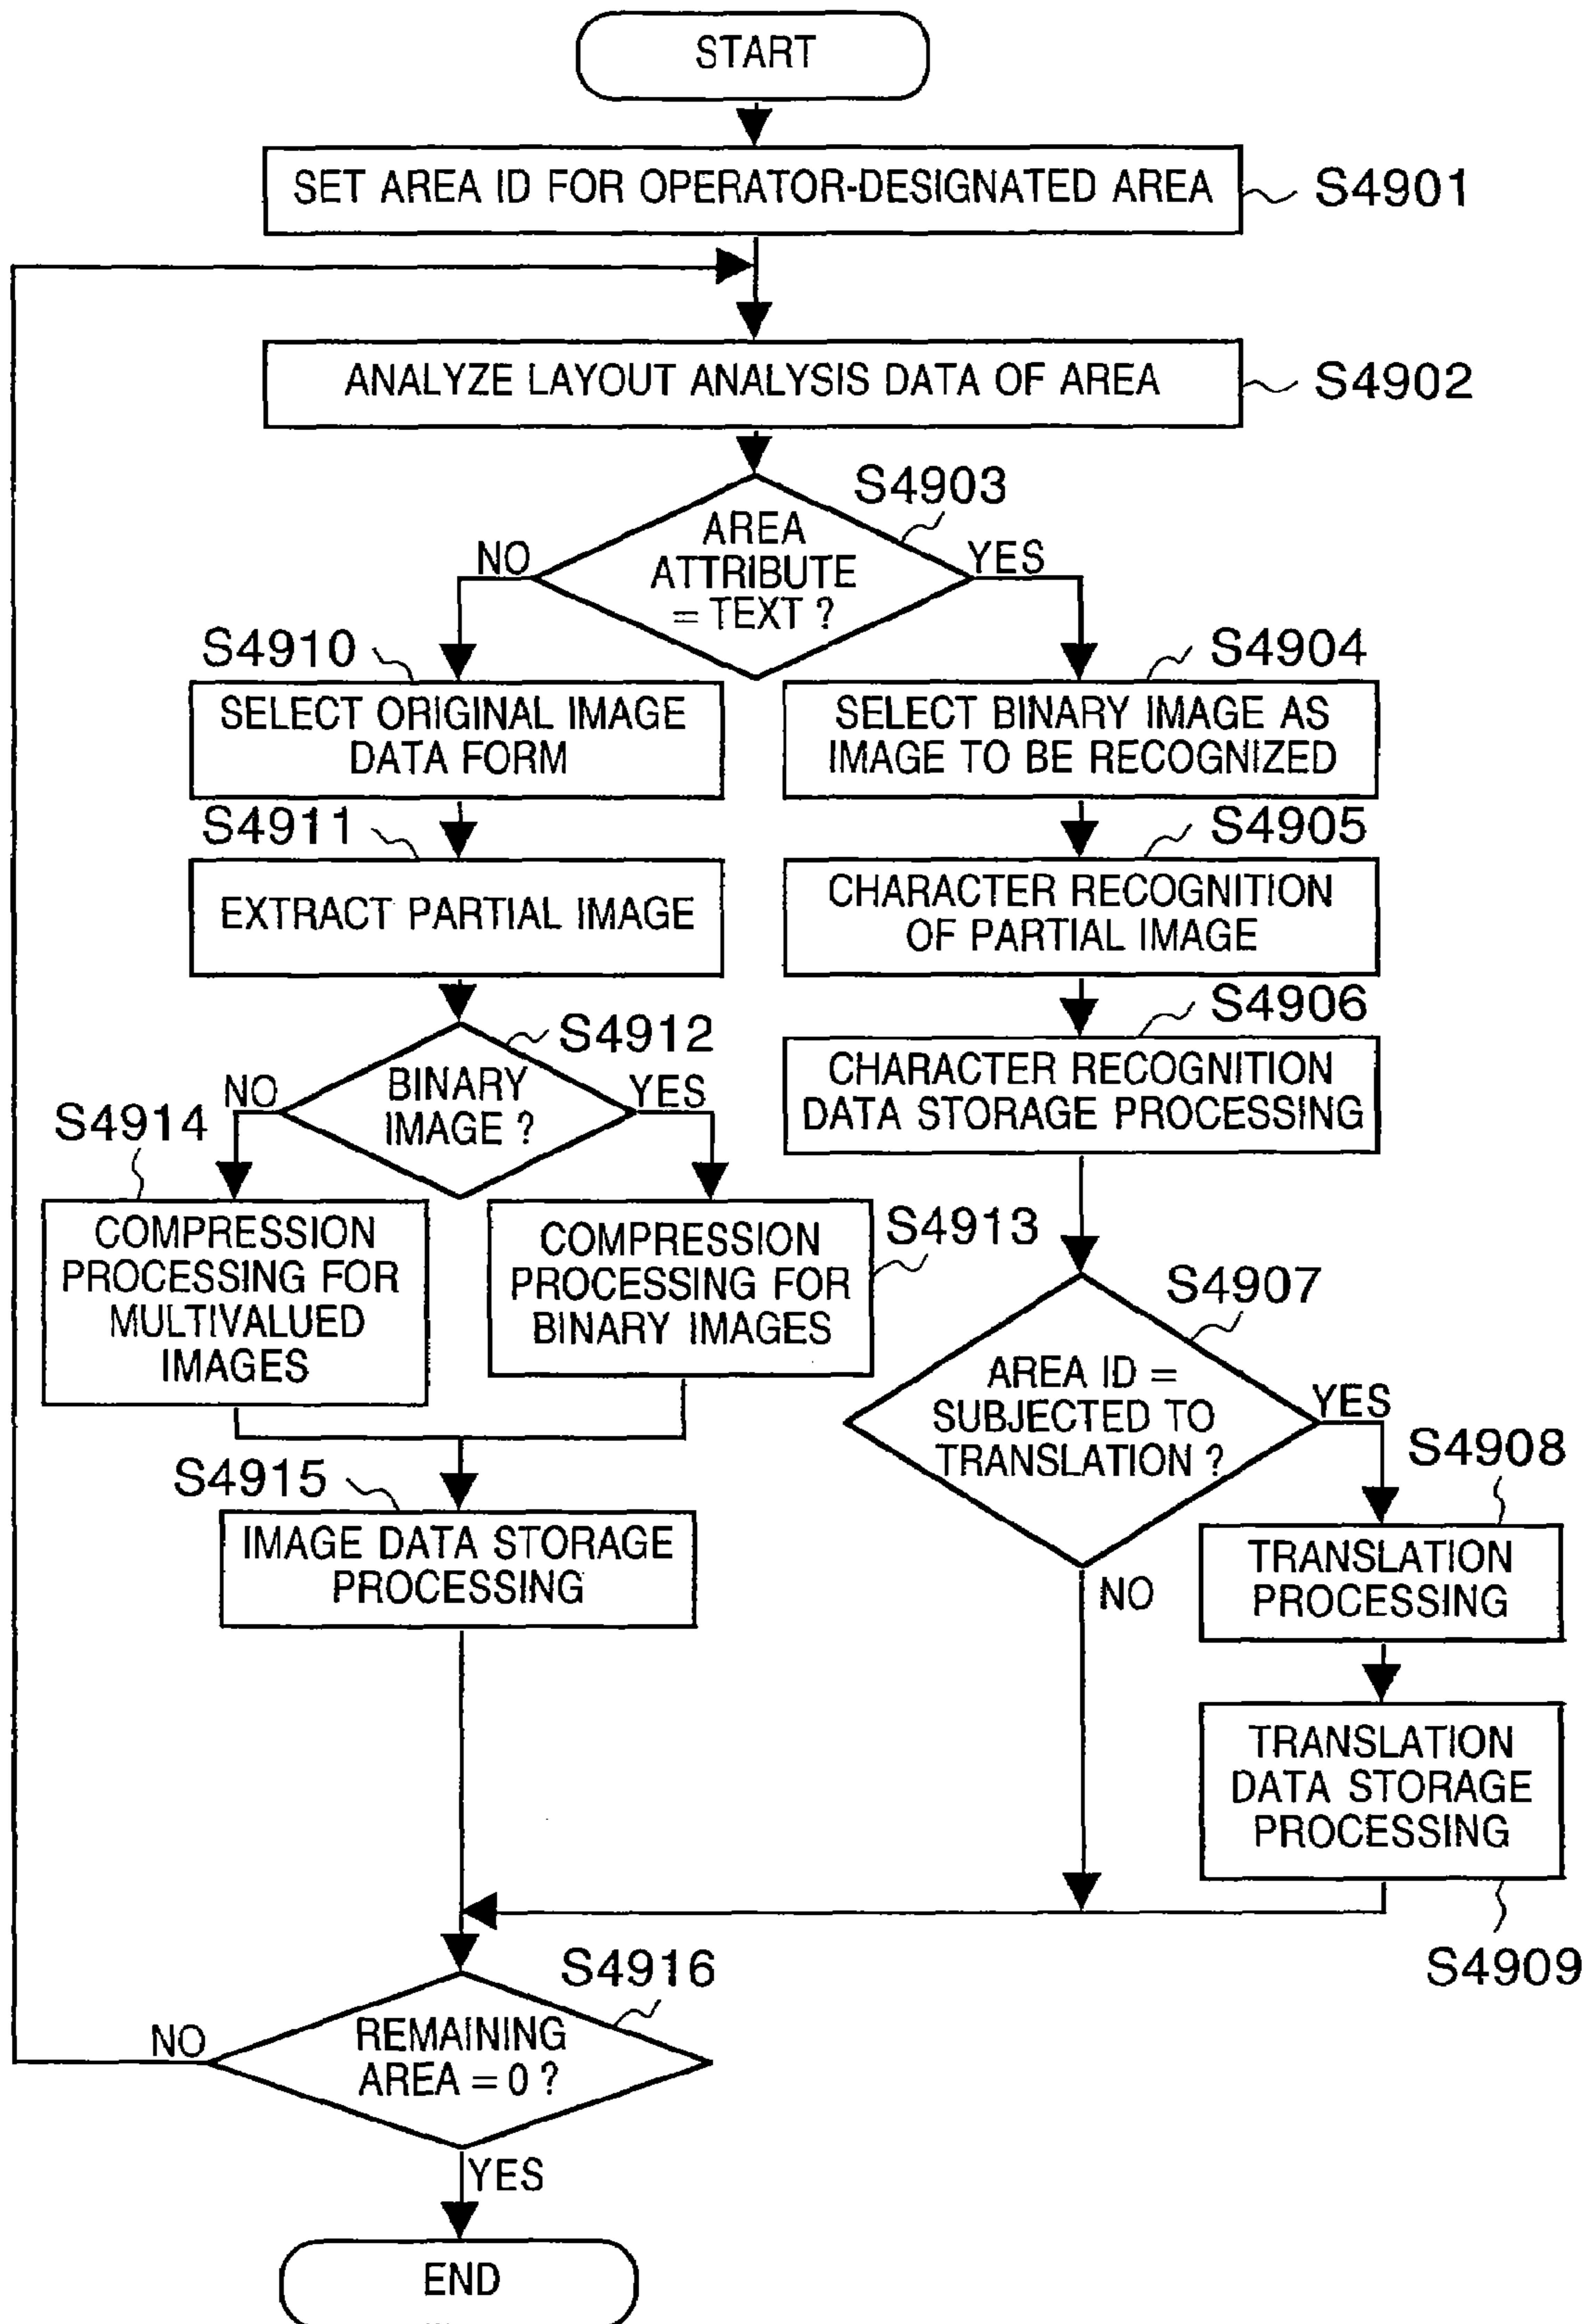 START
SET AREA ID FOR OPERATOR-DESIGNATED AREA
S4901
ANALYZE LAYOUT ANALYSIS DATA OF AREA
S4902
S4903
AREA
ATTRIBUTE
= TEXT ?
NO
YES
S4910
SELECT ORIGINAL IMAGE
DATA FORM
S4904
SELECT BINARY IMAGE AS
IMAGE TO BE RECOGNIZED
S4911
EXTRACT PARTIAL IMAGE
S4905
CHARACTER RECOGNITION
OF PARTIAL IMAGE
S4912
BINARY
IMAGE ?
NO
YES
S4906
CHARACTER RECOGNITION
DATA STORAGE PROCESSING
S4914
COMPRESSION
PROCESSING FOR
MULTIVALUED
IMAGES
S4913
COMPRESSION
PROCESSING FOR
BINARY IMAGES
S4907
AREA ID =
SUBJECTED TO
TRANSLATION ?
YES
NO
S4908
TRANSLATION
PROCESSING
S4915
IMAGE DATA STORAGE
PROCESSING
TRANSLATION
DATA STORAGE
PROCESSING
S4909
S4916
REMAINING
AREA = 0 ?
NO
YES
END